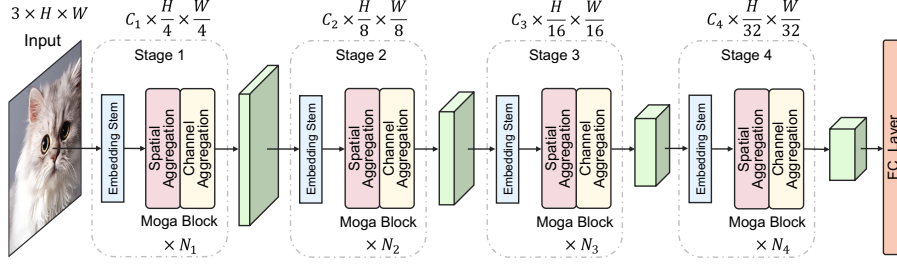 3 × H × W
Input
C₁ × H/4 × W/4
Stage 1
Embedding Stem
Spatial Aggregation
Channel Aggregation
Moga Block
× N₁
C₂ × H/8 × W/8
Stage 2
Embedding Stem
Spatial Aggregation
Channel Aggregation
Moga Block
× N₂
C₃ × H/16 × W/16
Stage 3
Embedding Stem
Spatial Aggregation
Channel Aggregation
Moga Block
× N₃
C₄ × H/32 × W/32
Stage 4
Embedding Stem
Spatial Aggregation
Channel Aggregation
Moga Block
× N₄
FC Layer